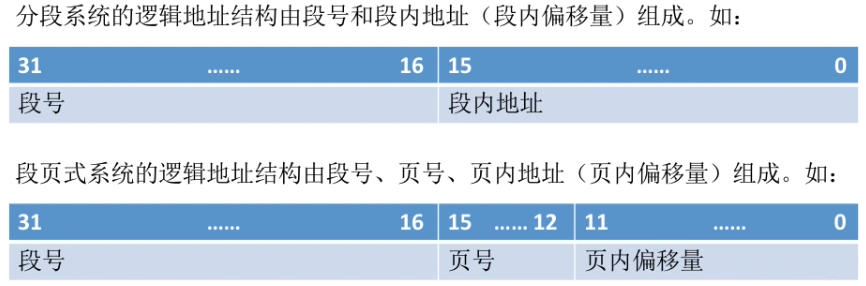 分段系统的逻辑地址结构由段号和段内地址（段内偏移量）组成。如：
31 …… 16 15 …… 0
段号 段内地址
段页式系统的逻辑地址结构由段号、页号、页内地址（页内偏移量）组成。如：
31 …… 16 15 …… 12 11 …… 0
段号 页号 页内偏移量